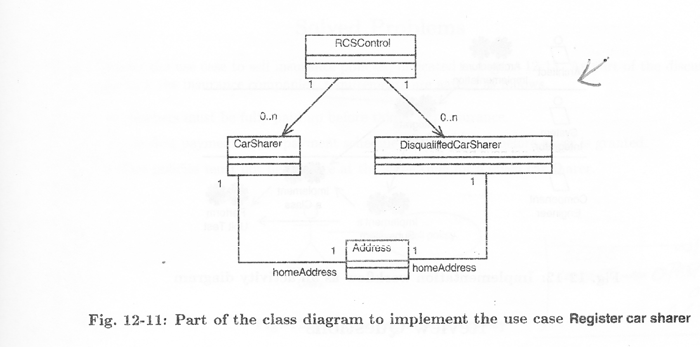 RCSControl
1 1
0..n 0..n
CarSharer DisqualifiedCarSharer
1 1
1 Address 1
homeAddress homeAddress
Fig. 12-11: Part of the class diagram to implement the use case Register car sharer